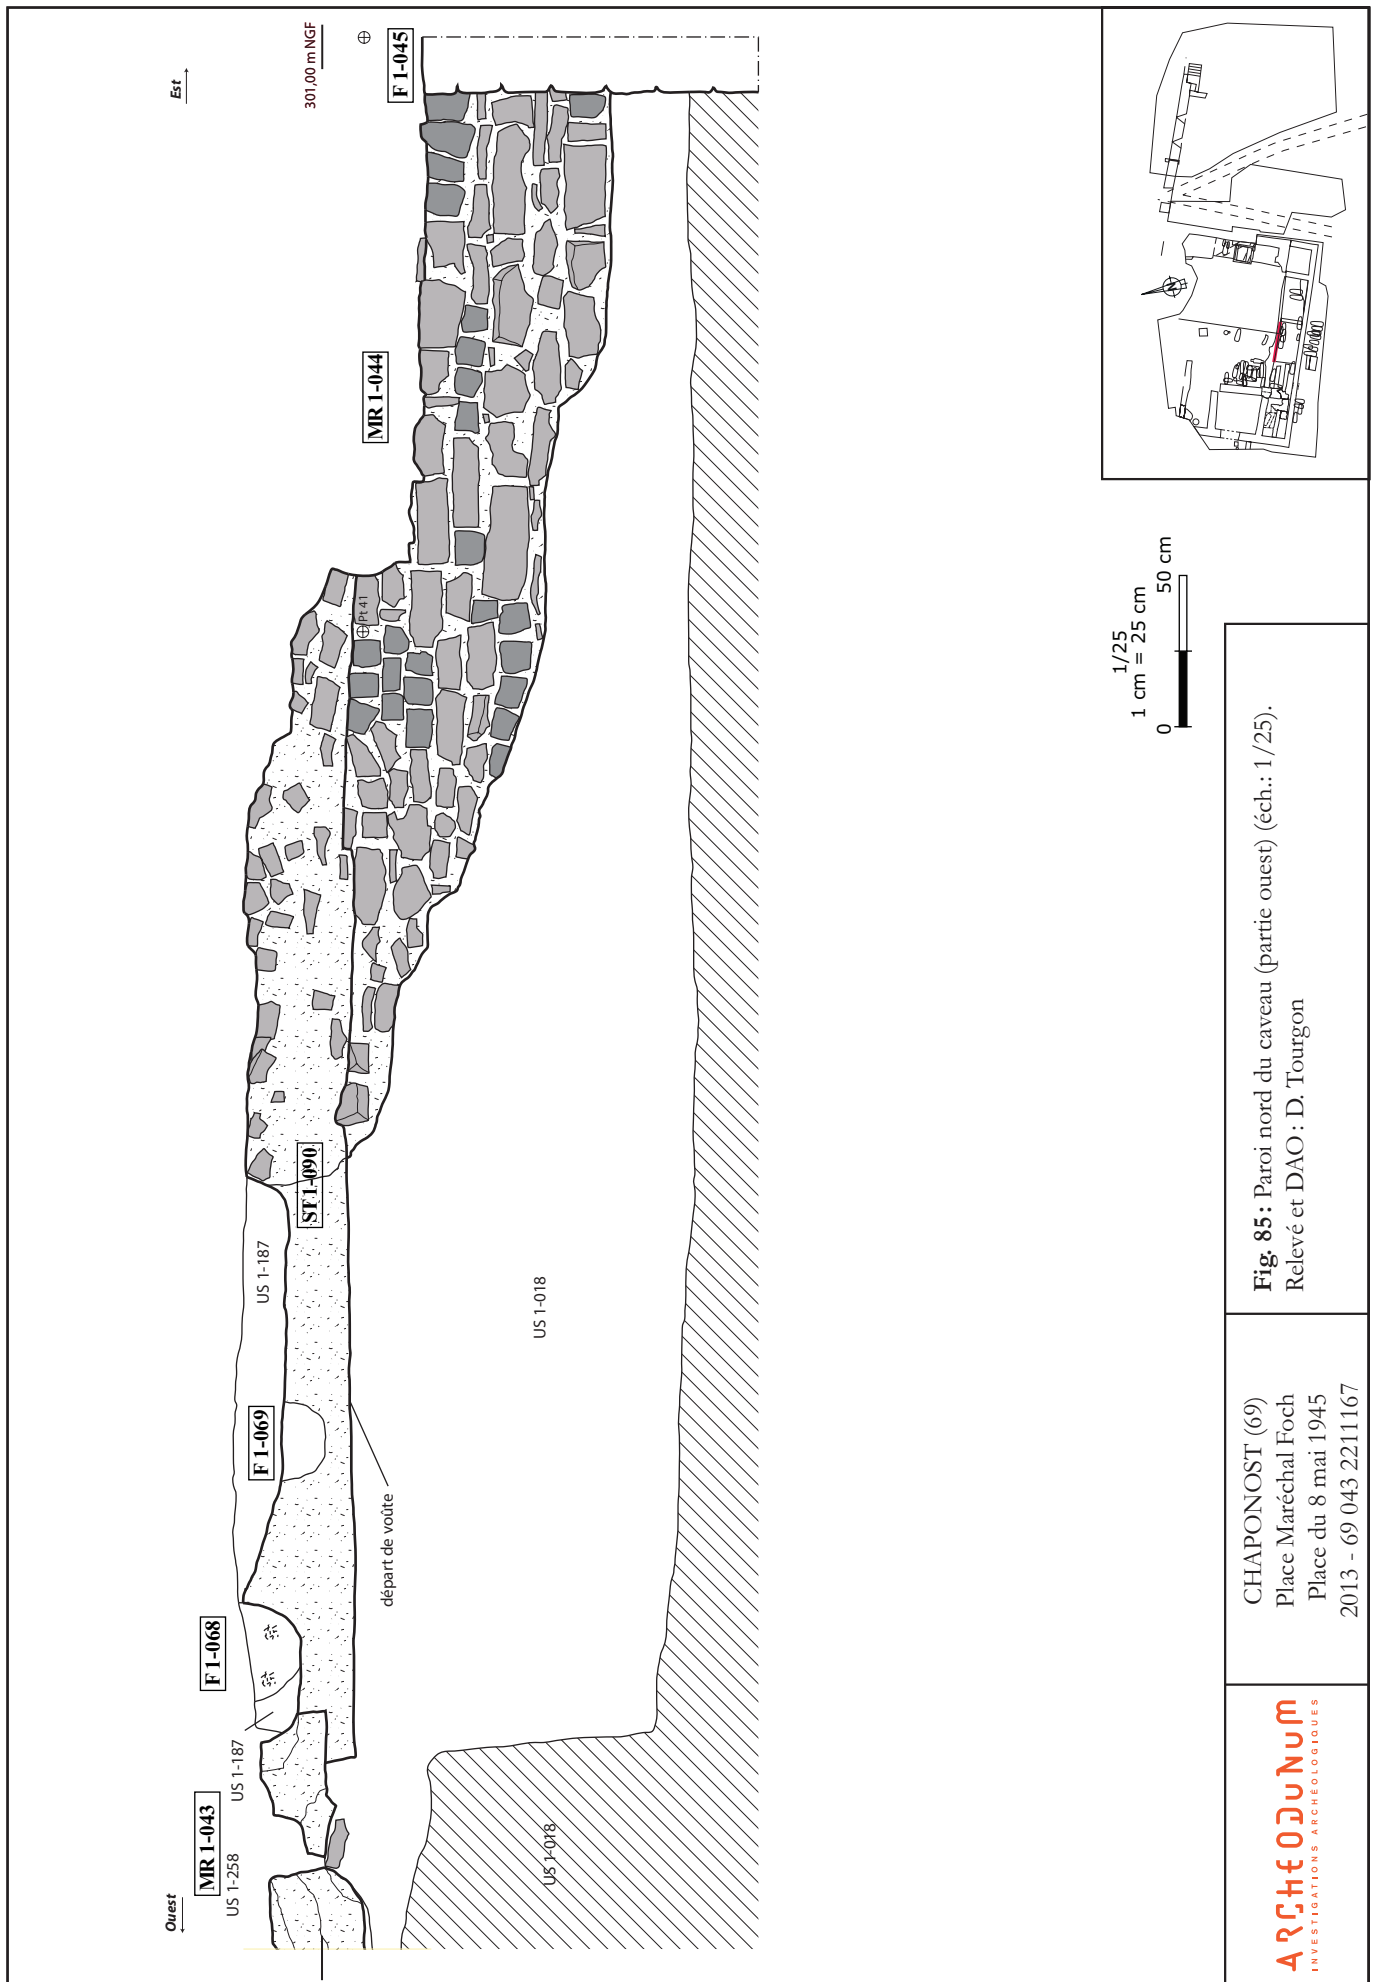 Ouest
Est
301,00 m NGF
MR 1-043
US 1-258
US 1-187
F 1-068
F 1-069
US 1-187
ST 1-090
départ de voûte
Pt 41
MR 1-044
F 1-045
US 1-018
US 1-018
N
1/25
1 cm = 25 cm
0
50 cm
ARCHEODUNUM
INVESTIGATIONS ARCHÉOLOGIQUES
CHAPONOST (69)
Place Maréchal Foch
Place du 8 mai 1945
2013 - 69 043 2211167
Fig. 85 : Paroi nord du caveau (partie ouest) (éch.: 1/25).
Relevé et DAO : D. Tourgon